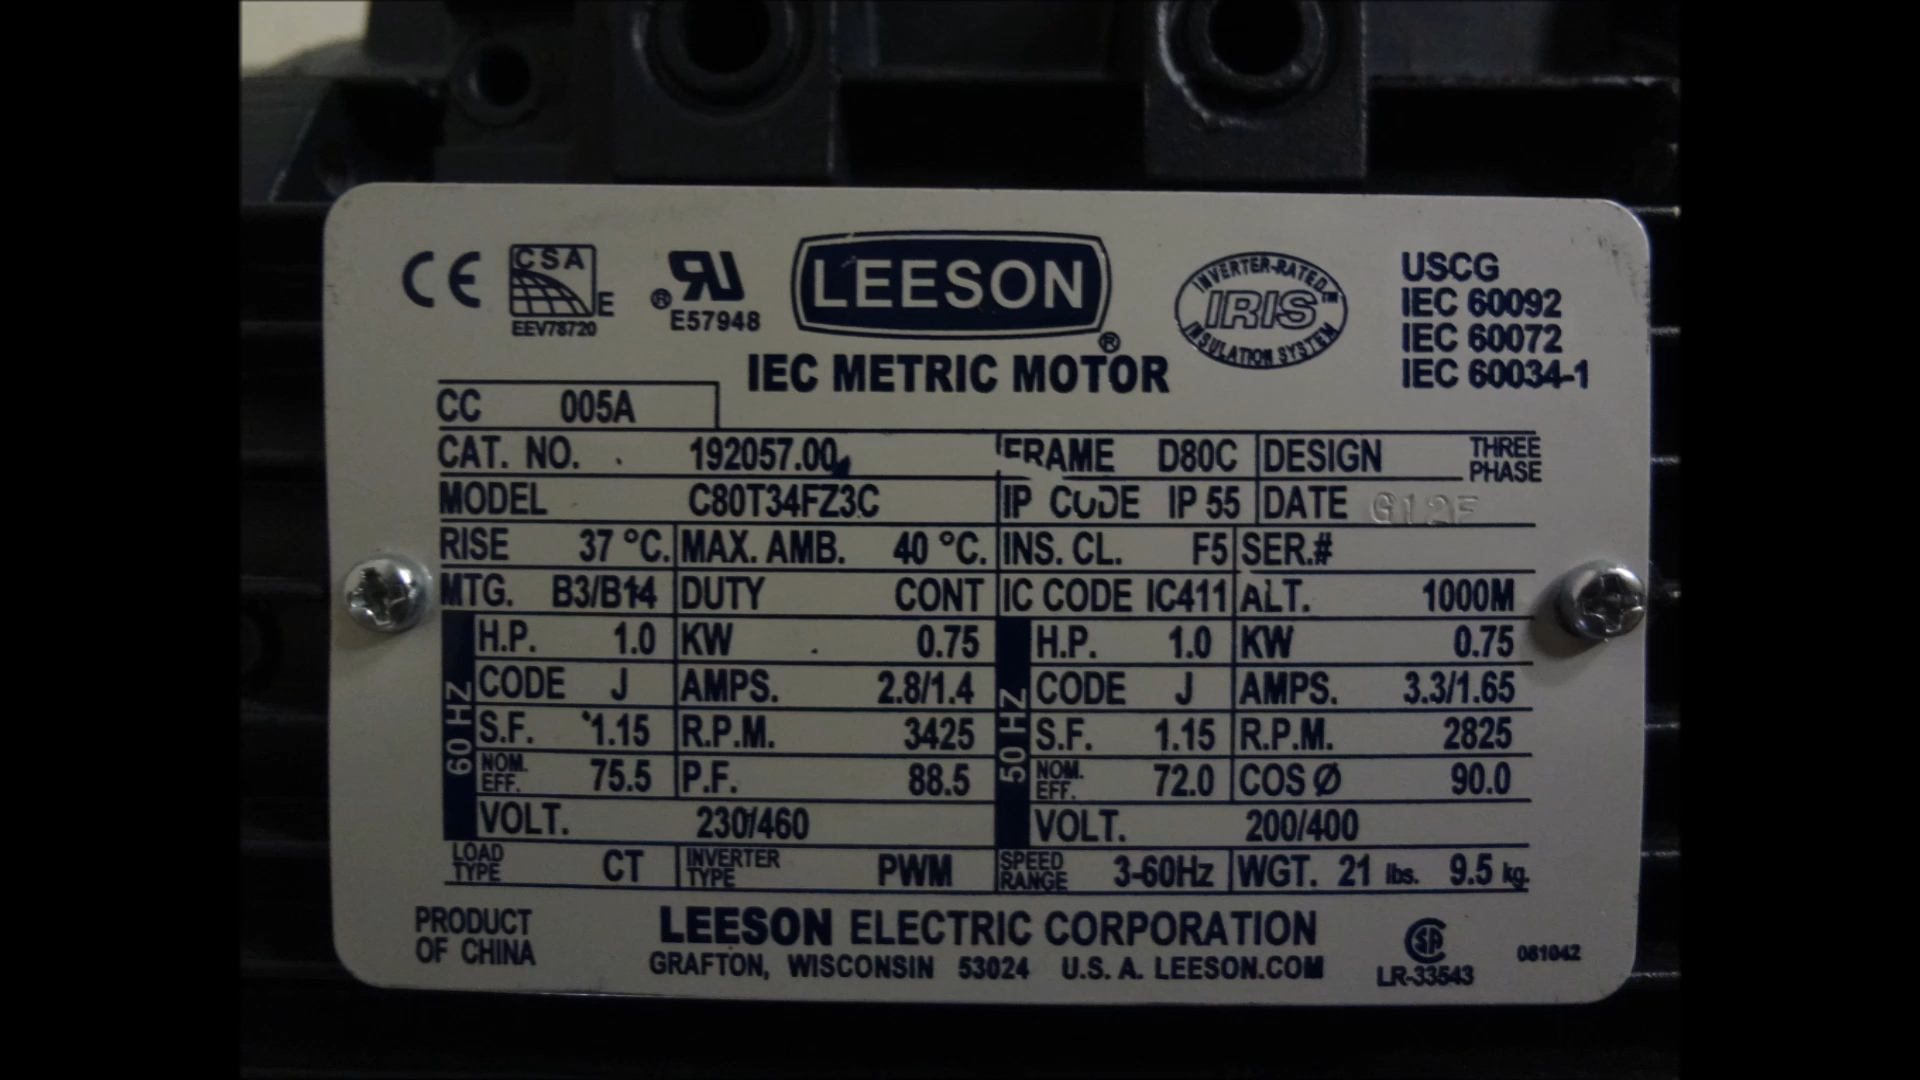 CE CSA E EEV78720
® RU E57948
LEESON ®
INVERTER-RATED™
IRIS
INSULATION SYSTEM
USCG
IEC 60092
IEC 60072
IEC 60034-1
IEC METRIC MOTOR
CC 005A
CAT. NO. 192057.00 FRAME D80C DESIGN THREE PHASE
MODEL C80T34FZ3C IP CODE IP 55 DATE G12F
RISE 37 °C. MAX. AMB. 40 °C. INS. CL. F5 SER.#
MTG. B3/B14 DUTY CONT IC CODE IC411 ALT. 1000M
60 HZ
H.P. 1.0 KW 0.75
CODE J AMPS. 2.8/1.4
S.F. 1.15 R.P.M. 3425
NOM. EFF. 75.5 P.F. 88.5
VOLT. 230/460
50 HZ
H.P. 1.0 KW 0.75
CODE J AMPS. 3.3/1.65
S.F. 1.15 R.P.M. 2825
NOM. EFF. 72.0 COS Ø 90.0
VOLT. 200/400
LOAD TYPE CT INVERTER TYPE PWM SPEED RANGE 3-60Hz WGT. 21 lbs. 9.5 kg.
PRODUCT
OF CHINA
LEESON ELECTRIC CORPORATION
GRAFTON, WISCONSIN 53024 U.S.A. LEESON.COM
SA LR-33543
081042